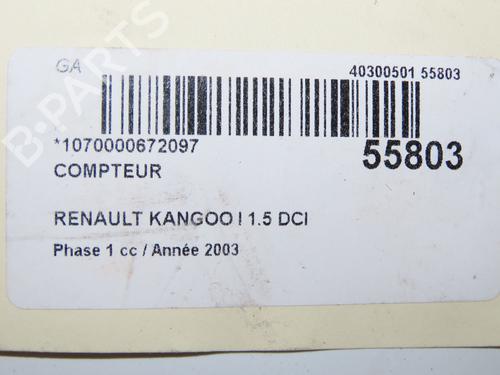 GA
40300501 55803
*1070000672097
55803
COMPTEUR
RENAULT KANGOO I 1.5 DCI
Phase 1 cc / Année 2003
B-PARTS